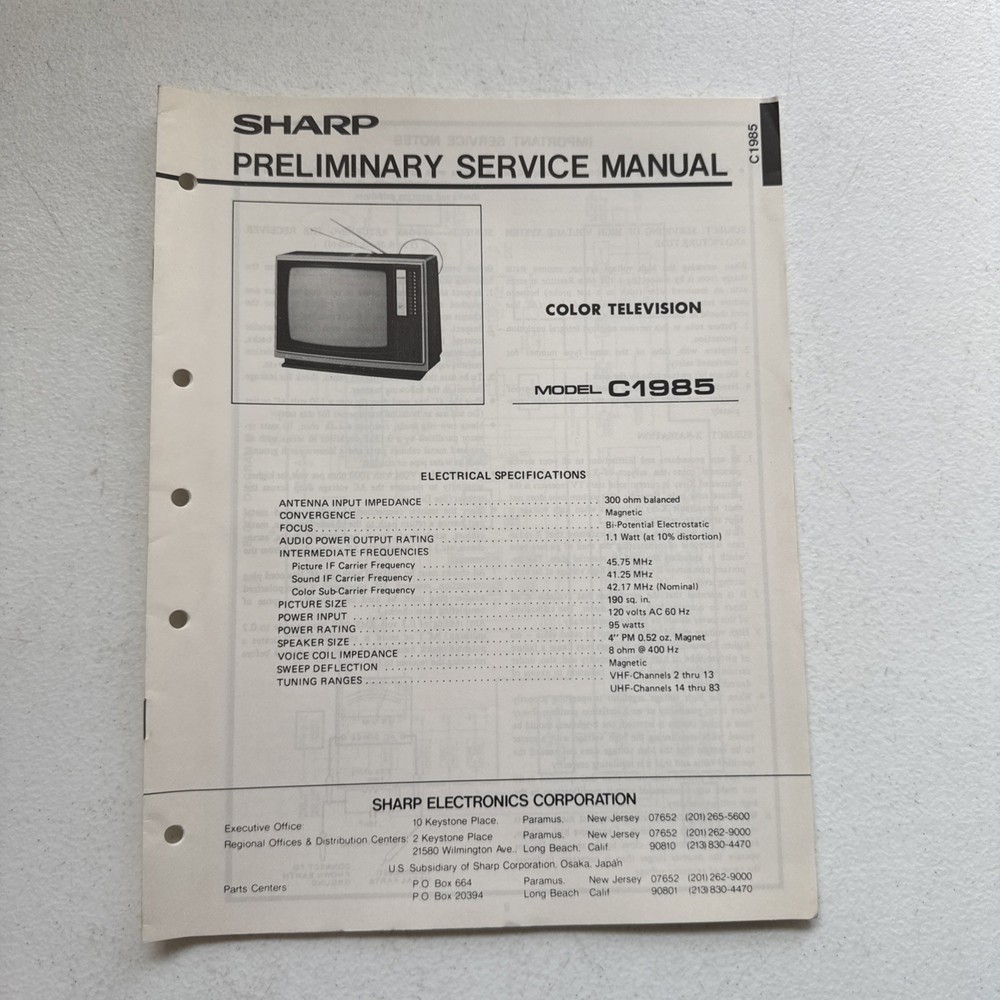 SHARP
PRELIMINARY SERVICE MANUAL
C1985
COLOR TELEVISION
MODEL C1985
ELECTRICAL SPECIFICATIONS
ANTENNA INPUT IMPEDANCE . . . . . . . . . . 300 ohm balanced
CONVERGENCE . . . . . . . . . . Magnetic
FOCUS . . . . . . . . . . Bi-Potential Electrostatic
AUDIO POWER OUTPUT RATING . . . . . . . . . . 1.1 Watt (at 10% distortion)
INTERMEDIATE FREQUENCIES
Picture IF Carrier Frequency . . . . . . . . . . 45.75 MHz
Sound IF Carrier Frequency . . . . . . . . . . 41.25 MHz
Color Sub-Carrier Frequency . . . . . . . . . . 42.17 MHz (Nominal)
PICTURE SIZE . . . . . . . . . . 190 sq. in.
POWER INPUT . . . . . . . . . . 120 volts AC 60 Hz
POWER RATING . . . . . . . . . . 95 watts
SPEAKER SIZE . . . . . . . . . . 4" PM 0.52 oz. Magnet
VOICE COIL IMPEDANCE . . . . . . . . . . 8 ohm @ 400 Hz
SWEEP DEFLECTION . . . . . . . . . . Magnetic
TUNING RANGES . . . . . . . . . . VHF-Channels 2 thru 13
UHF-Channels 14 thru 83
SHARP ELECTRONICS CORPORATION
Executive Office: 10 Keystone Place. Paramus. New Jersey 07652 (201) 265-5600
Regional Offices & Distribution Centers: 2 Keystone Place Paramus. New Jersey 07652 (201) 262-9000
21580 Wilmington Ave., Long Beach, Calif 90810 (213) 830-4470
U.S. Subsidiary of Sharp Corporation, Osaka, Japan
Parts Centers P.O. Box 664 Paramus. New Jersey 07652 (201) 262-9000
P.O. Box 20394 Long Beach Calif 90801 (213) 830-4470